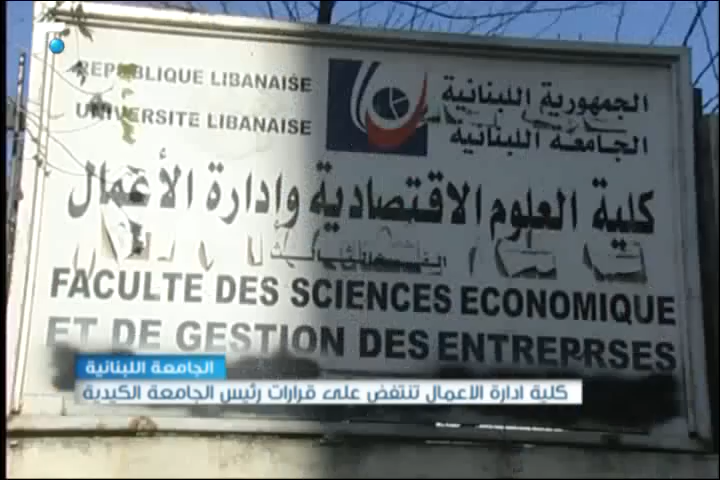 REPUBLIQUE LIBANAISE
UNIVERSITE LIBANAISE
الجمهورية اللبنانية
الجامعة اللبنانية
كلية العلوم الاقتصادية وإدارة الأعمال
FACULTE DES SCIENCES ECONOMIQUE
ET DE GESTION DES ENTREPRSES
الجامعة اللبنانية
كلية ادارة الاعمال تنتفض على قرارات رئيس الجامعة الكيدية